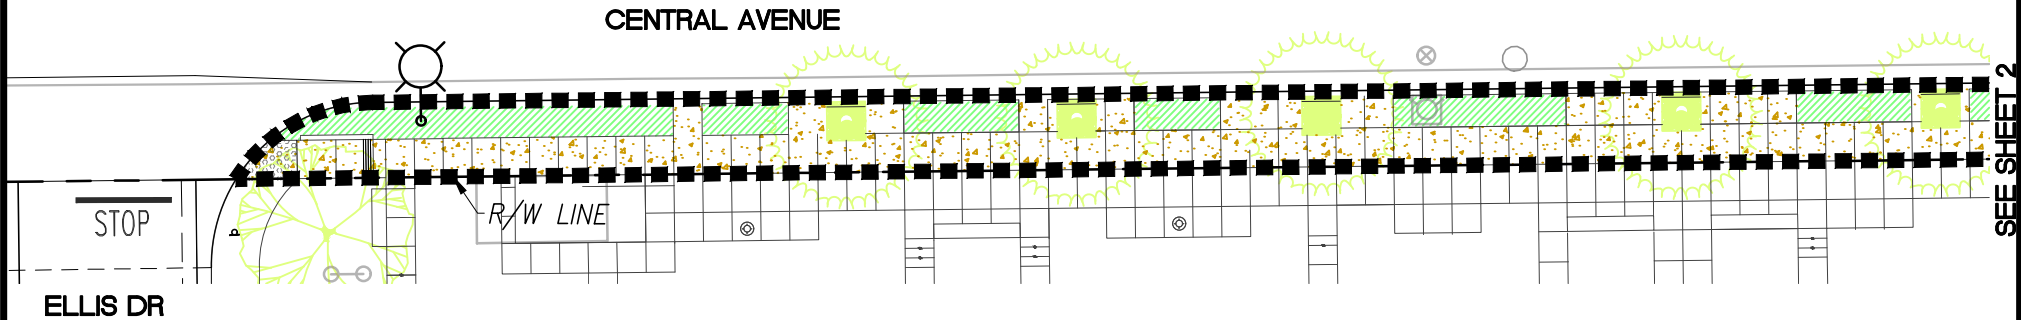 CENTRAL AVENUE
SEE SHEET 2
STOP
R/W LINE
ELLIS DR